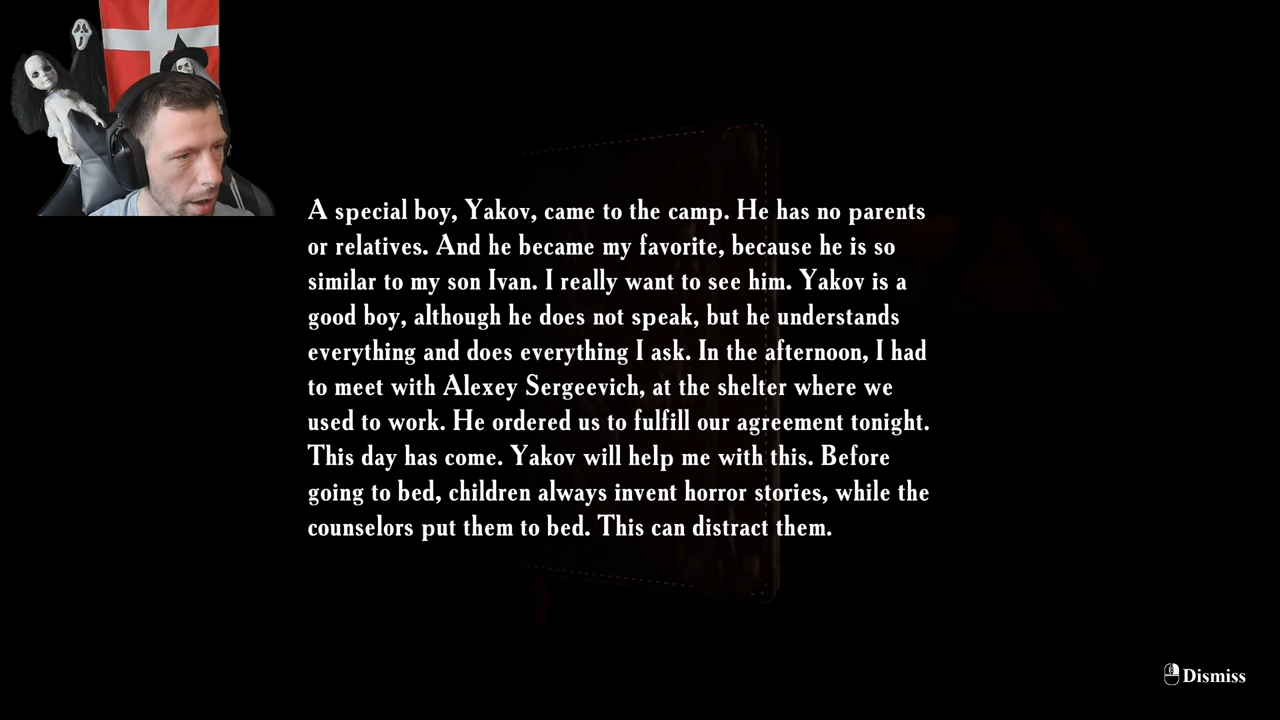 A special boy, Yakov, came to the camp. He has no parents
or relatives. And he became my favorite, because he is so
similar to my son Ivan. I really want to see him. Yakov is a
good boy, although he does not speak, but he understands
everything and does everything I ask. In the afternoon, I had
to meet with Alexey Sergeevich, at the shelter where we
used to work. He ordered us to fulfill our agreement tonight.
This day has come. Yakov will help me with this. Before
going to bed, children always invent horror stories, while the
counselors put them to bed. This can distract them.
Dismiss